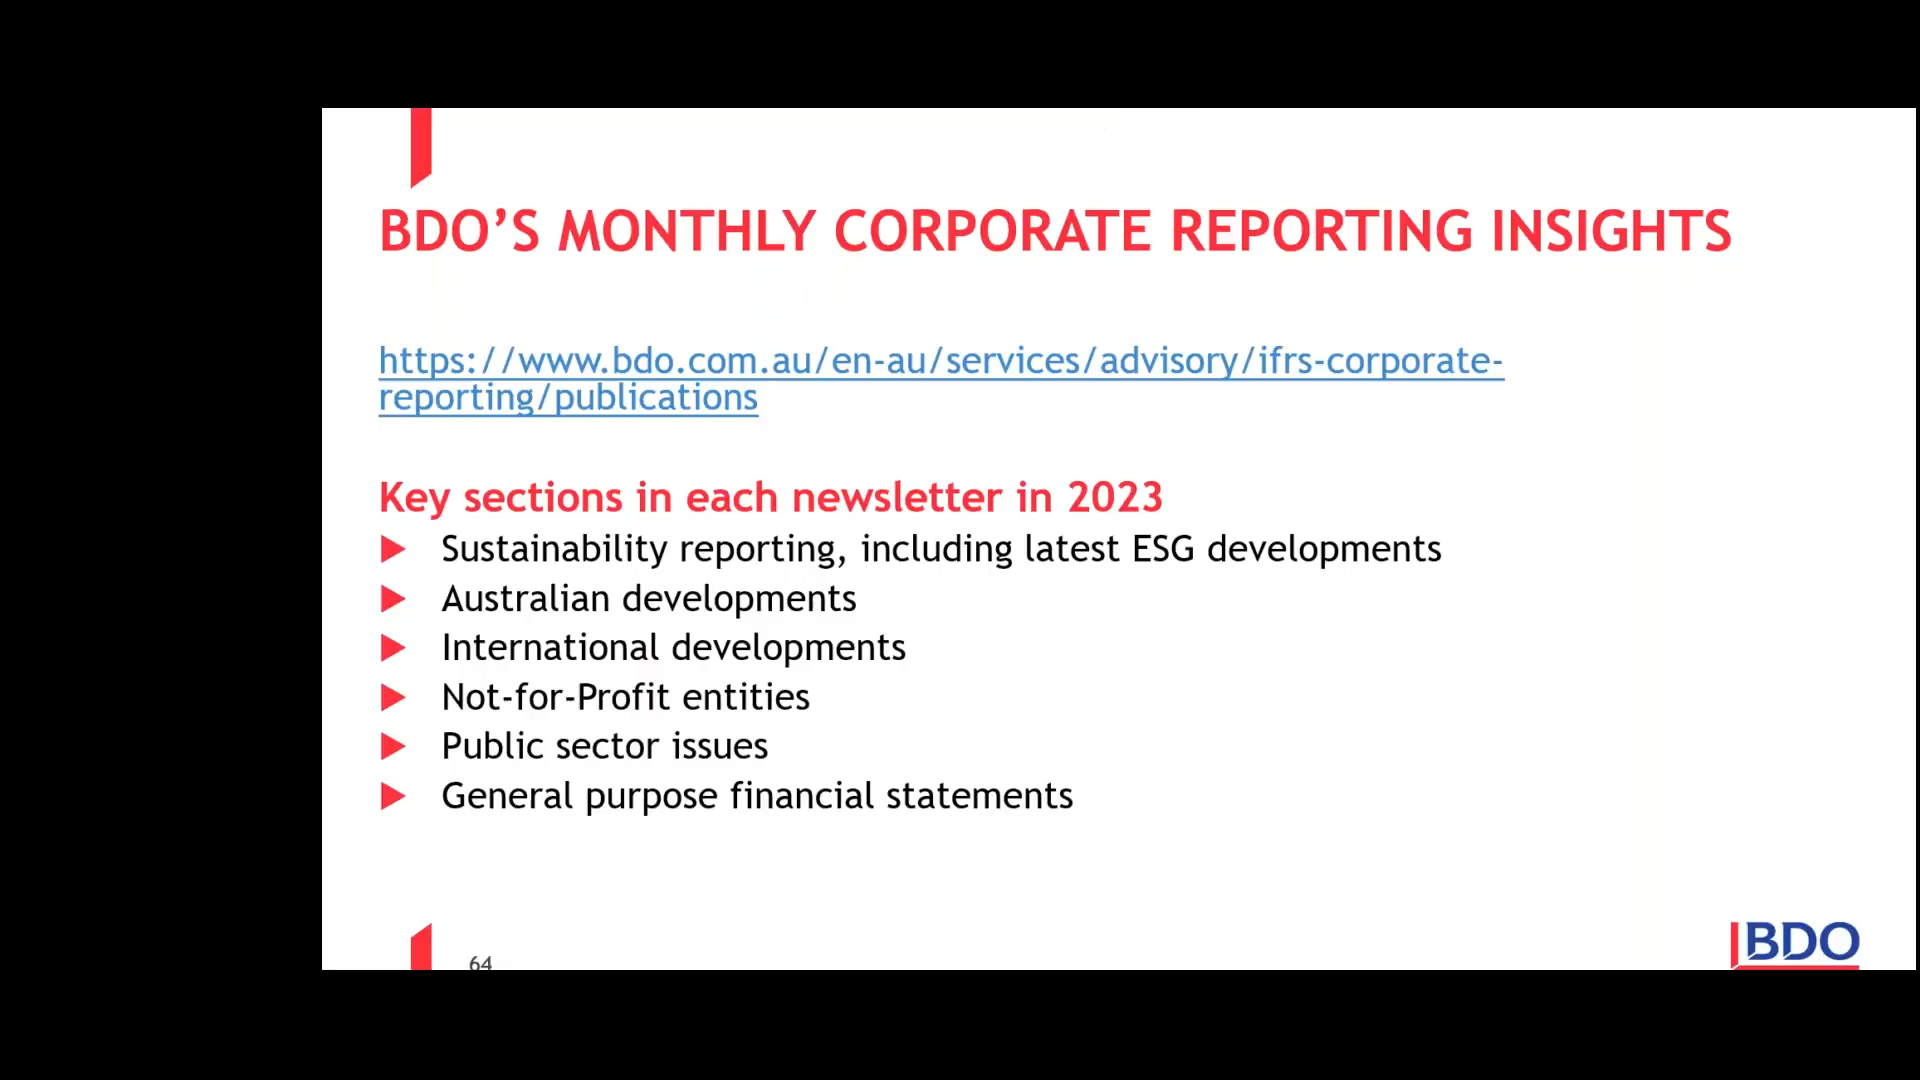 BDO’S MONTHLY CORPORATE REPORTING INSIGHTS
https://www.bdo.com.au/en-au/services/advisory/ifrs-corporate-
reporting/publications
Key sections in each newsletter in 2023
Sustainability reporting, including latest ESG developments
Australian developments
International developments
Not-for-Profit entities
Public sector issues
General purpose financial statements
64
BDO